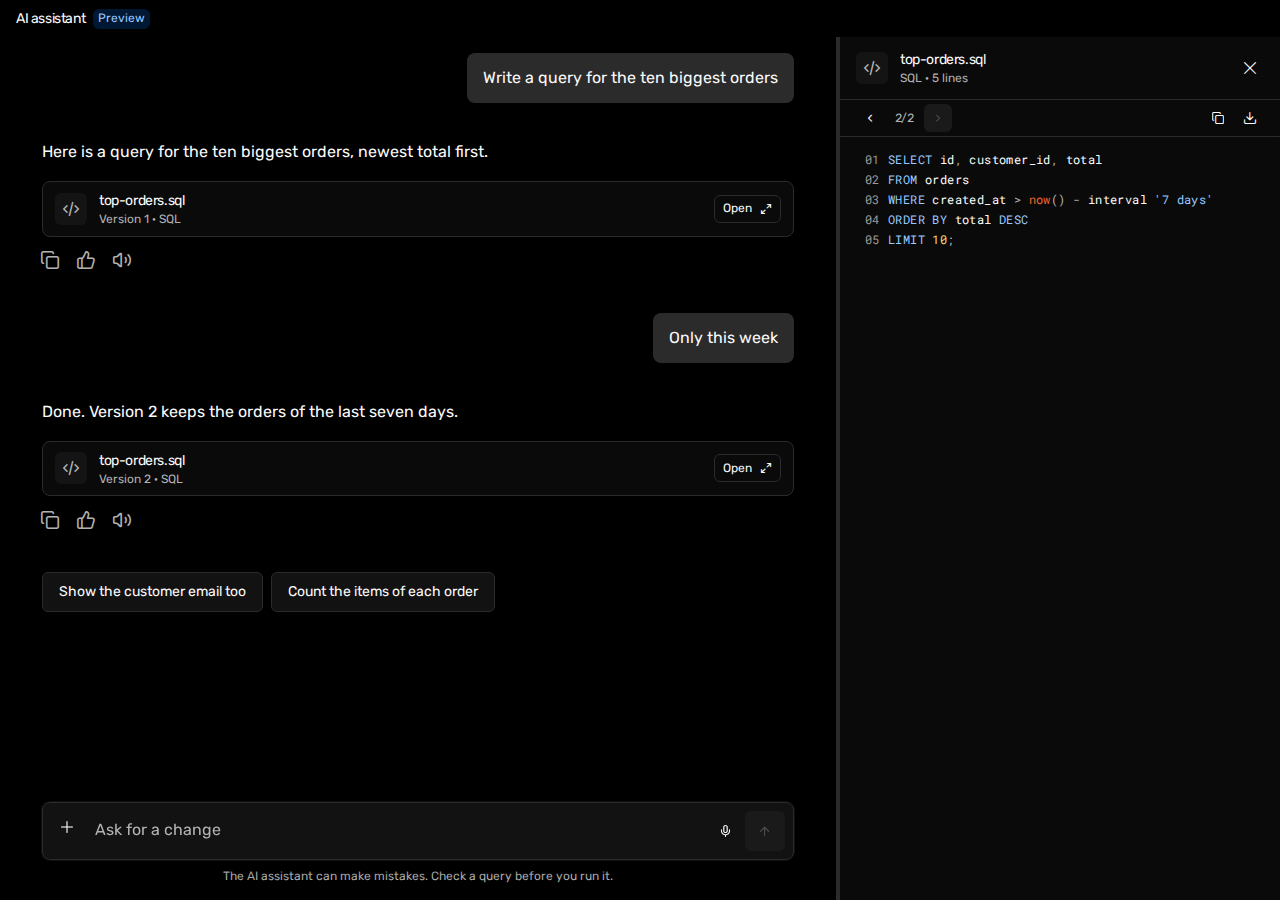 AI assistant Preview
Write a query for the ten biggest orders
Here is a query for the ten biggest orders, newest total first.
top-orders.sql
Version 1 • SQL
Open
Only this week
Done. Version 2 keeps the orders of the last seven days.
top-orders.sql
Version 2 • SQL
Open
Show the customer email too
Count the items of each order
Ask for a change
The AI assistant can make mistakes. Check a query before you run it.
top-orders.sql
SQL • 5 lines
2/2
01 SELECT id, customer_id, total
02 FROM orders
03 WHERE created_at > now() - interval '7 days'
04 ORDER BY total DESC
05 LIMIT 10;